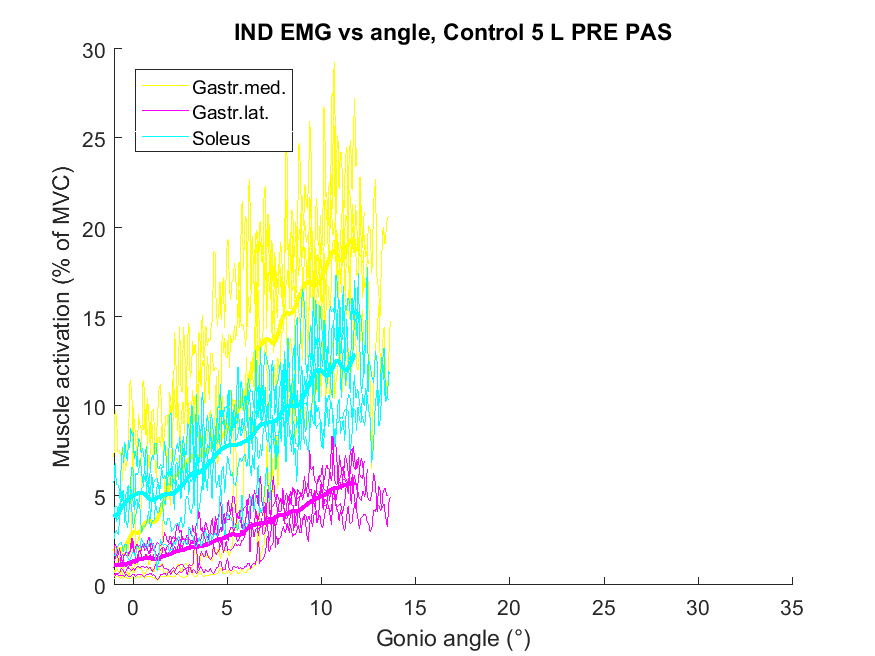 IND EMG vs angle, Control 5 L PRE PAS
30
25
20
15
10
5
0
Muscle activation (% of MVC)
Gastr.med.
Gastr.lat.
Soleus
0 5 10 15 20 25 30 35
Gonio angle (°)